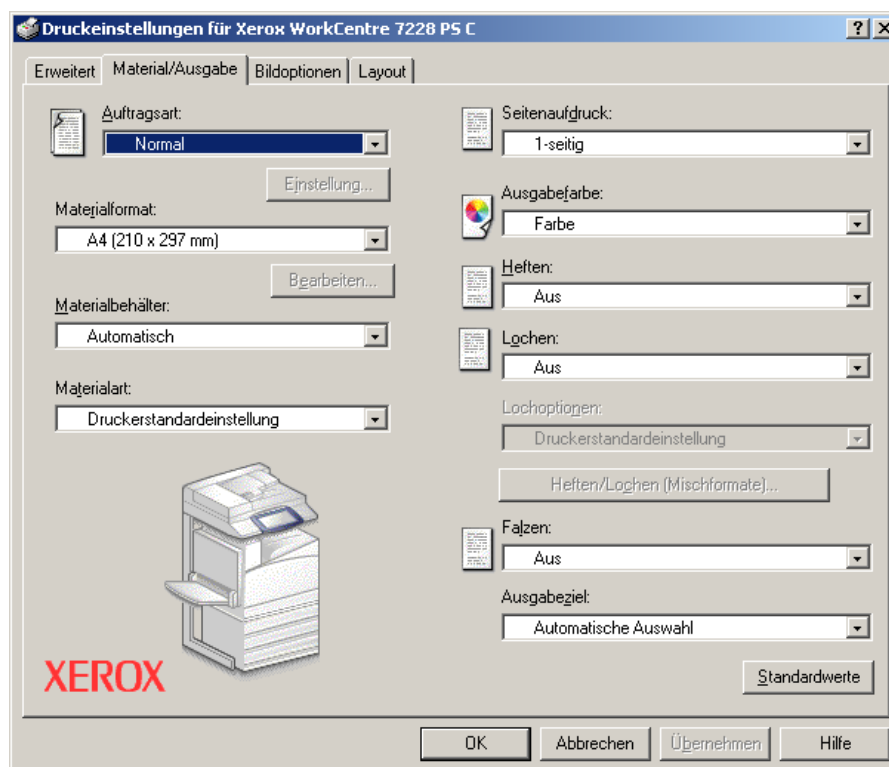 Druckeinstellungen für Xerox WorkCentre 7228 PS C
Erweitert
Material/Ausgabe
Bildoptionen
Layout
Auftragsart:
Normal
Einstellung...
Materialformat:
A4 (210 x 297 mm)
Bearbeiten...
Materialbehälter:
Automatisch
Materialart:
Druckerstandardeinstellung
XEROX
Seitenaufdruck:
1-seitig
Ausgabefarbe:
Farbe
Heften:
Aus
Lochen:
Aus
Lochoptionen:
Druckerstandardeinstellung
Heften/Lochen (Mischformate)...
Falzen:
Aus
Ausgabeziel:
Automatische Auswahl
Standardwerte
OK
Abbrechen
Übernehmen
Hilfe